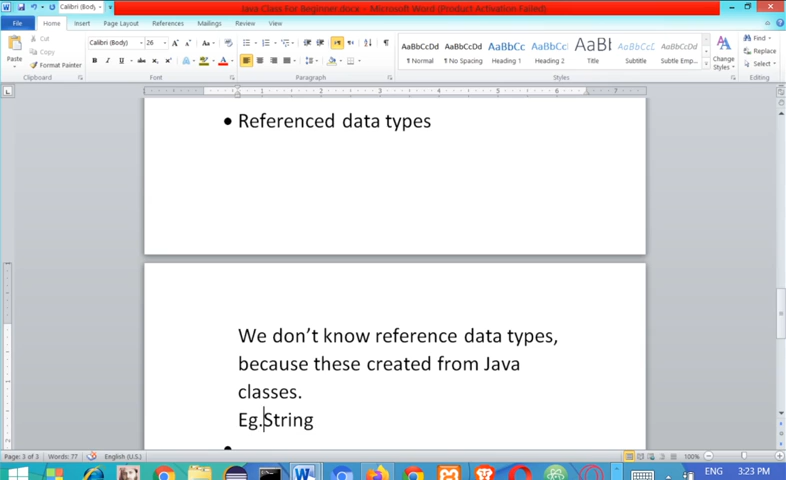 Java Class For Beginner.docx - Microsoft Word (Product Activation Failed)
File Home Insert Page Layout References Mailings Review View
Cut
Copy
Paste Format Painter
Calibri (Body) 26
AaBbCcDd AaBbCcDd AaBbCc AaBbCc AaBl AaBbCcD AaBbCcDd
¶ Normal ¶ No Spacing Heading 1 Heading 2 Title Subtitle Subtle Emp...
Change Styles
Find
Replace
Select
Clipboard Font Paragraph Styles Editing
• Referenced data types
We don’t know reference data types,
because these created from Java
classes.
Eg.String
Page: 3 of 3 Words: 77 English (U.S.) 100%
ENG 3:23 PM